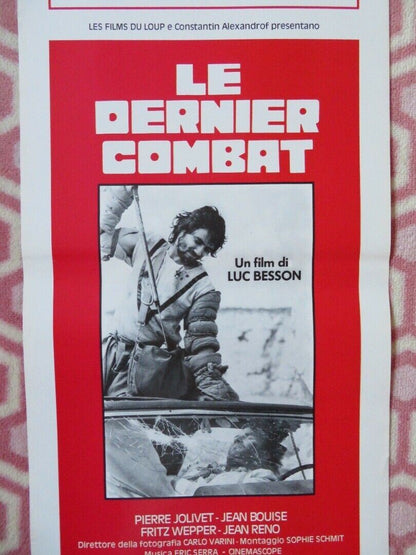 LES FILMS DU LOUP e Constantin Alexandrof presentano
LE
DERNIER
COMBAT
Un film di
LUC BESSON
PIERRE JOLIVET - JEAN BOUISE
FRITZ WEPPER - JEAN RENO
Direttore della fotografia CARLO VARINI - Montaggio SOPHIE SCHMIT
Musica ERIC SERRA - CINEMASCOPE